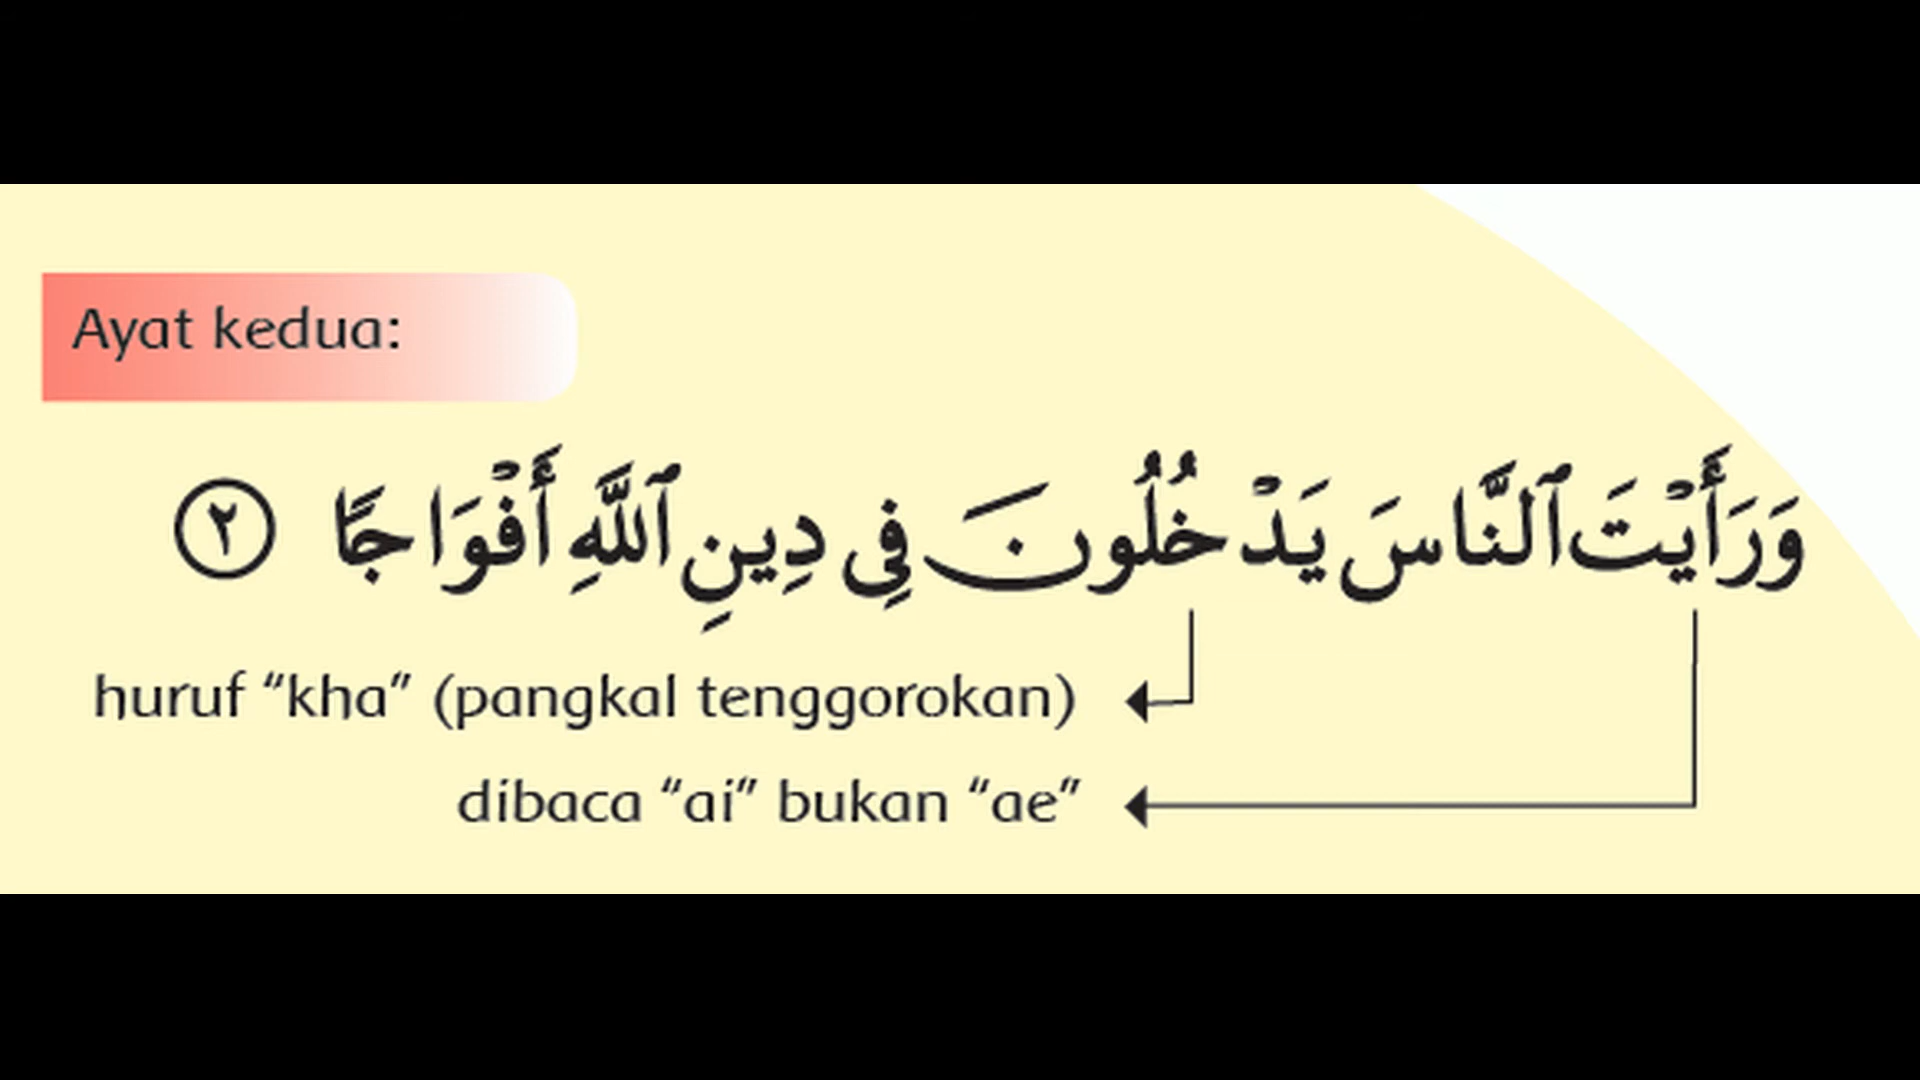 Ayat kedua:
وَرَأَيْتَ ٱلنَّاسَ يَدْخُلُونَ فِى دِينِ ٱللَّهِ أَفْوَاجًا ٢
huruf “kha” (pangkal tenggorokan)
dibaca “ai” bukan “ae”